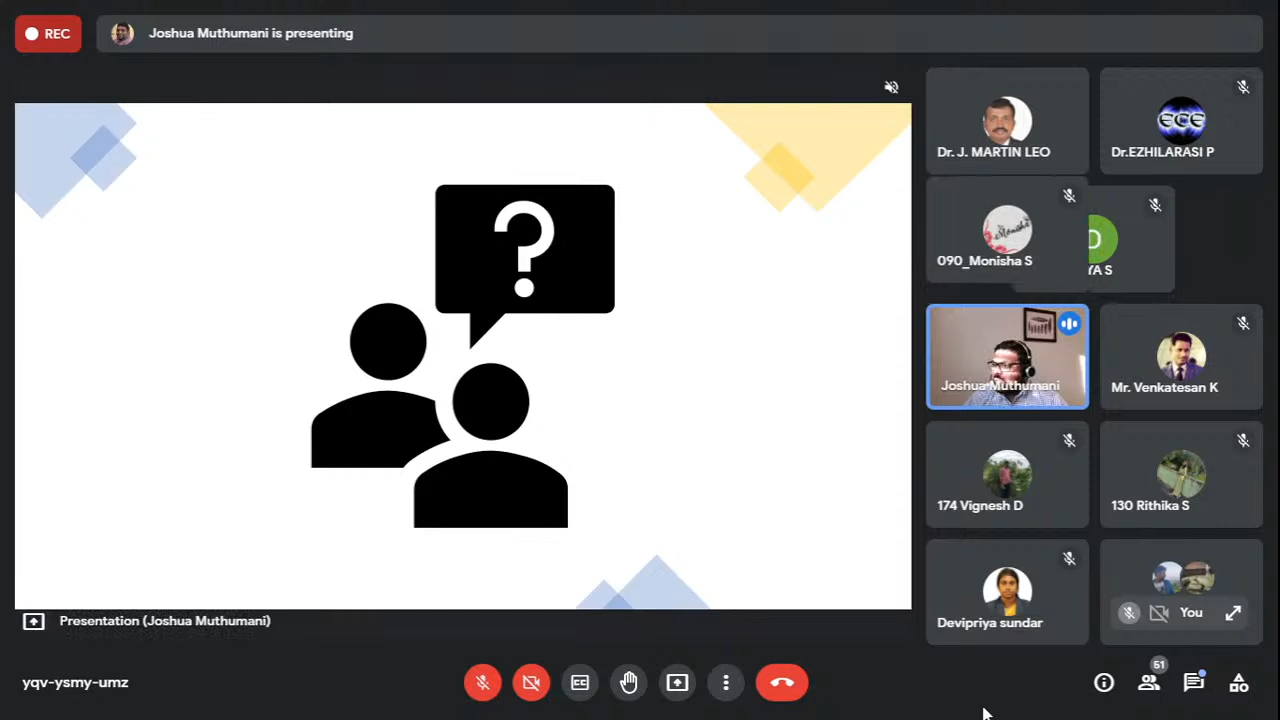 REC
Joshua Muthumani is presenting
?
Dr. J. MARTIN LEO
ECE
Dr.EZHILARASI P
090_Monisha S
D
YA S
Joshua Muthumani
Mr. Venkatesan K
174 Vignesh D
130 Rithika S
Devipriya sundar
You
Presentation (Joshua Muthumani)
yqv-ysmy-umz
CC
51